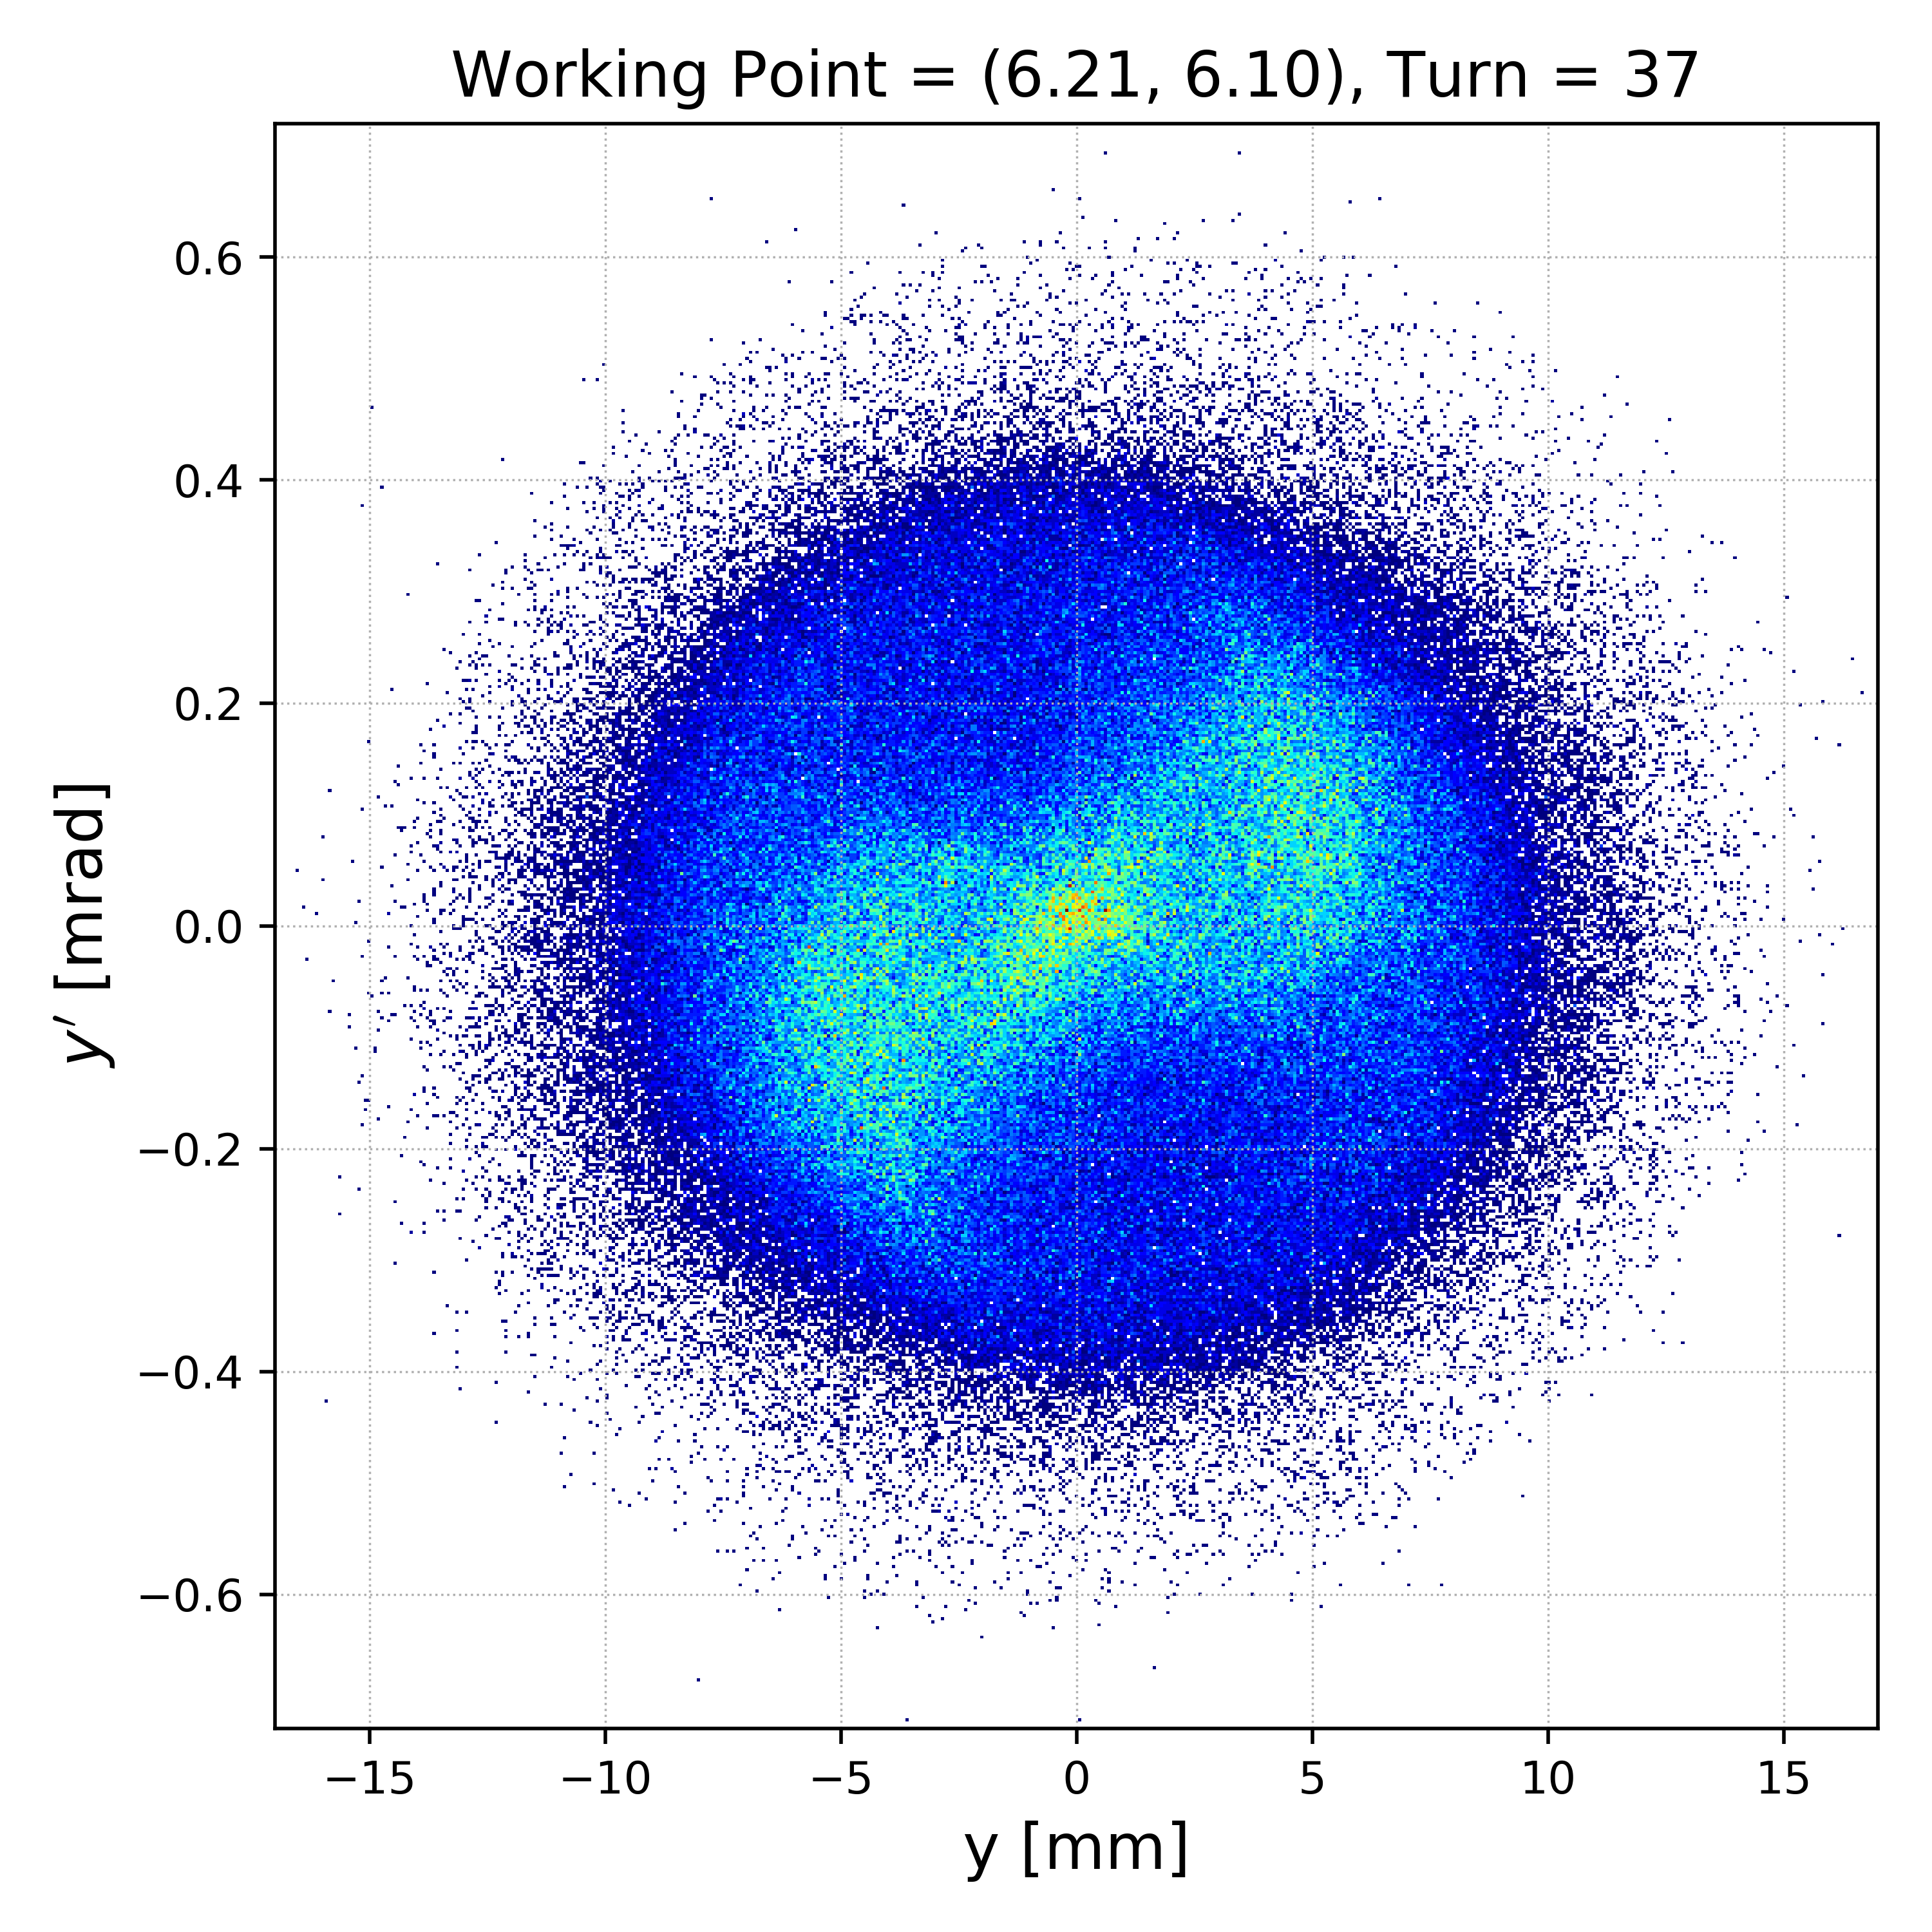 Working Point = (6.21, 6.10), Turn = 37
0.6
0.4
0.2
0.0
−0.2
−0.4
−0.6
y′ [mrad]
−15 −10 −5 0 5 10 15
y [mm]